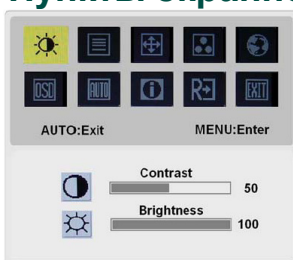 OSD AUTO i R EXIT
AUTO:Exit MENU:Enter
Contrast
50
Brightness
100